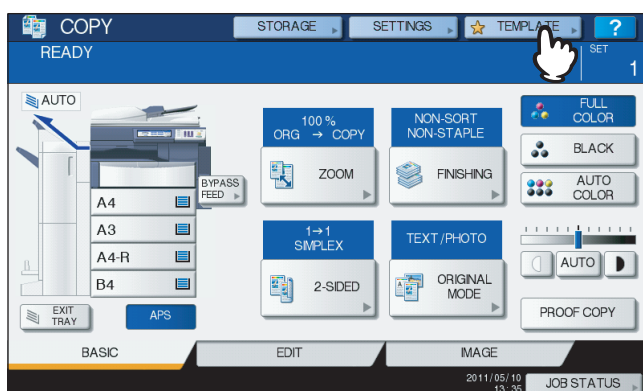 COPY
STORAGE
SETTINGS
TEMPLATE
?
READY
SET
1
AUTO
BYPASS
FEED
A4
A3
A4-R
B4
EXIT
TRAY
APS
100 %
ORG → COPY
ZOOM
NON-SORT
NON-STAPLE
FINISHING
1→1
SIMPLEX
2-SIDED
TEXT/PHOTO
ORIGINAL
MODE
FULL
COLOR
BLACK
AUTO
COLOR
AUTO
PROOF COPY
BASIC
EDIT
IMAGE
2011/05/10
13:35
JOB STATUS